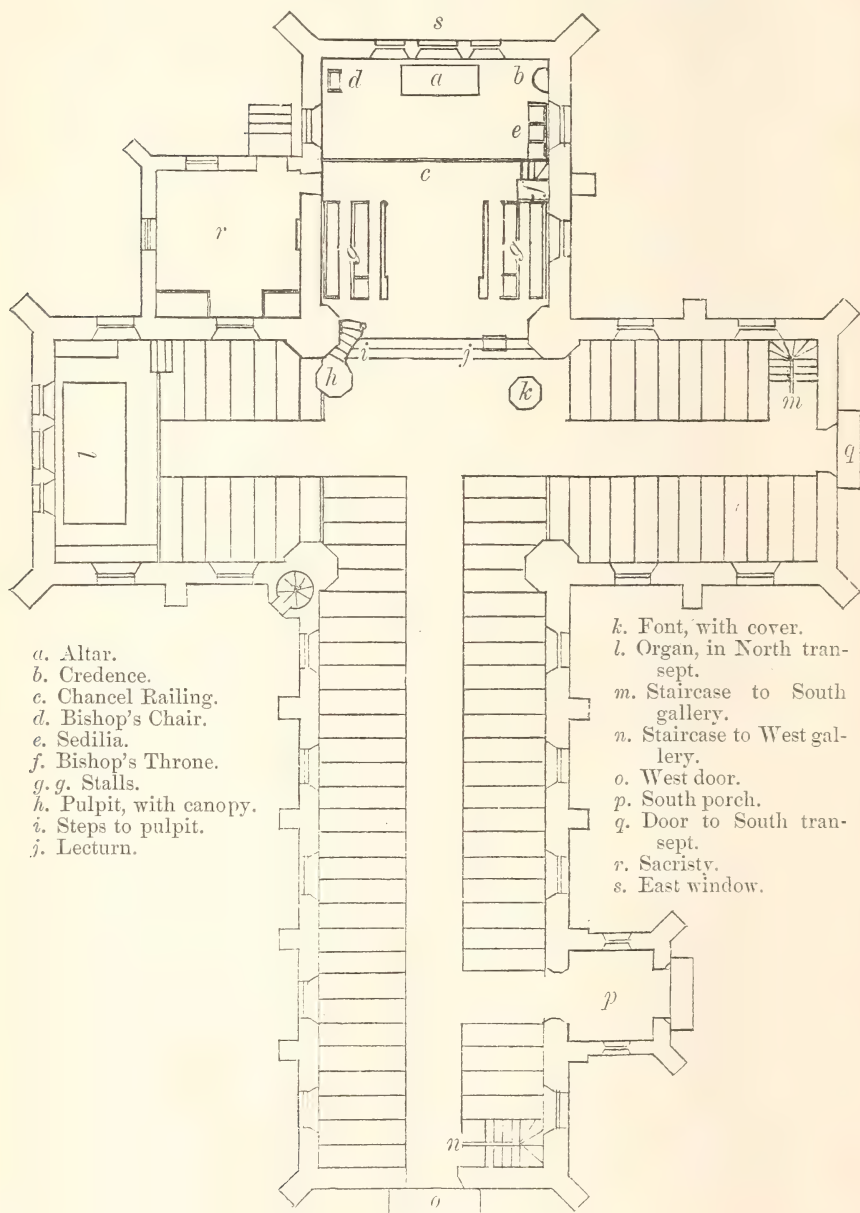 s
d
a
b
e
c
r
g
g
i
j
h
k
l
m
q
a. Altar.
b. Credence.
c. Chancel Railing.
d. Bishop's Chair.
e. Sedilia.
f. Bishop's Throne.
g. g. Stalls.
h. Pulpit, with canopy.
i. Steps to pulpit.
j. Lecturn.
k. Font, with cover.
l. Organ, in North tran-
sept.
m. Staircase to South
gallery.
n. Staircase to West gal-
lery.
o. West door.
p. South porch.
q. Door to South tran-
sept.
r. Sacristy.
s. East window.
p
n
o